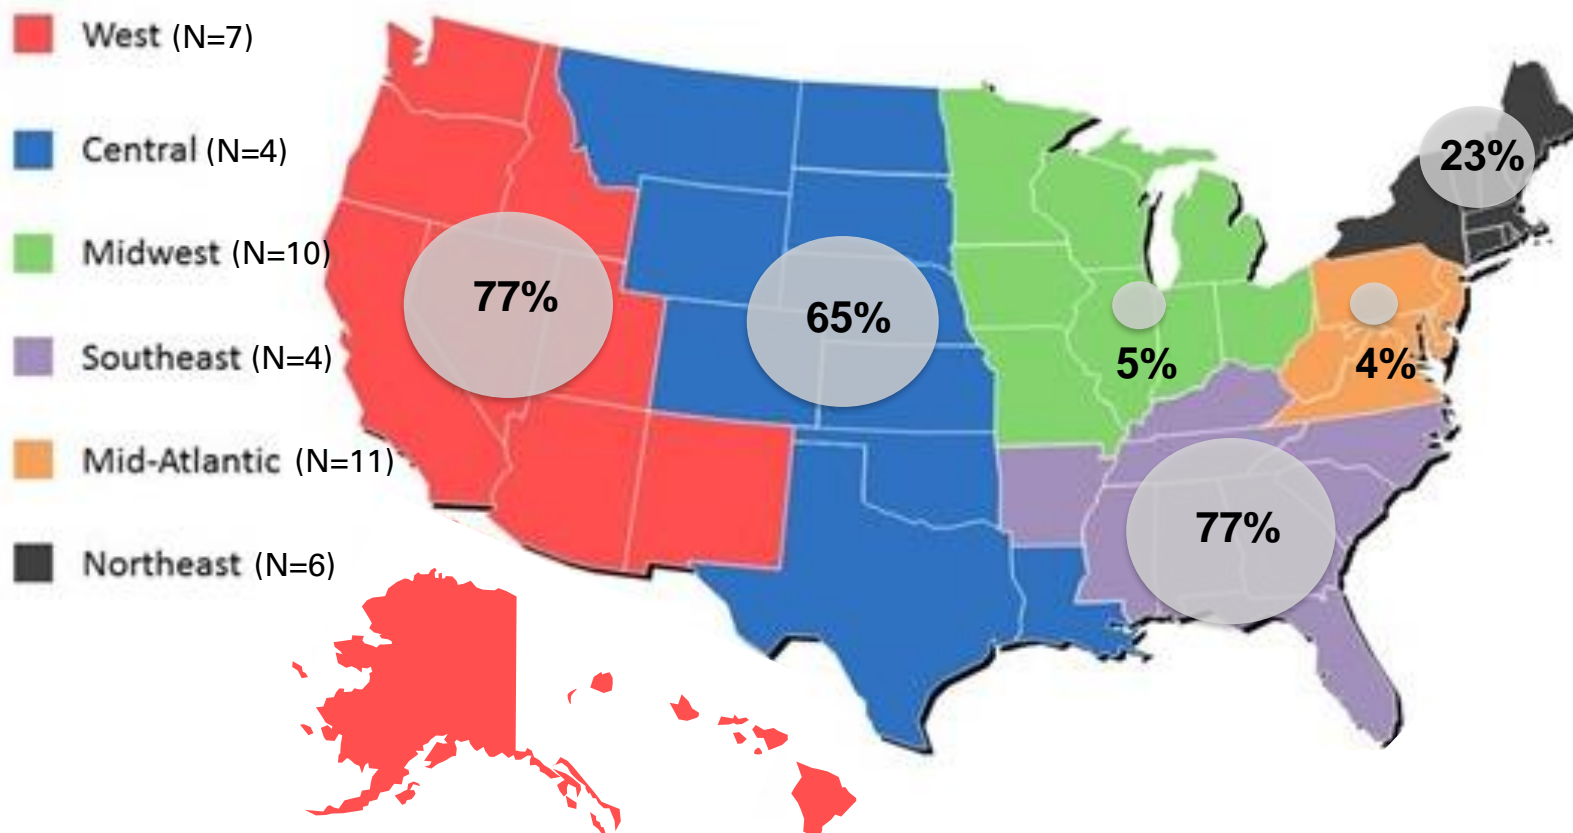 West (N=7)
Central (N=4)
Midwest (N=10)
Southeast (N=4)
Mid-Atlantic (N=11)
Northeast (N=6)
23%
77%
65%
5%
4%
77%